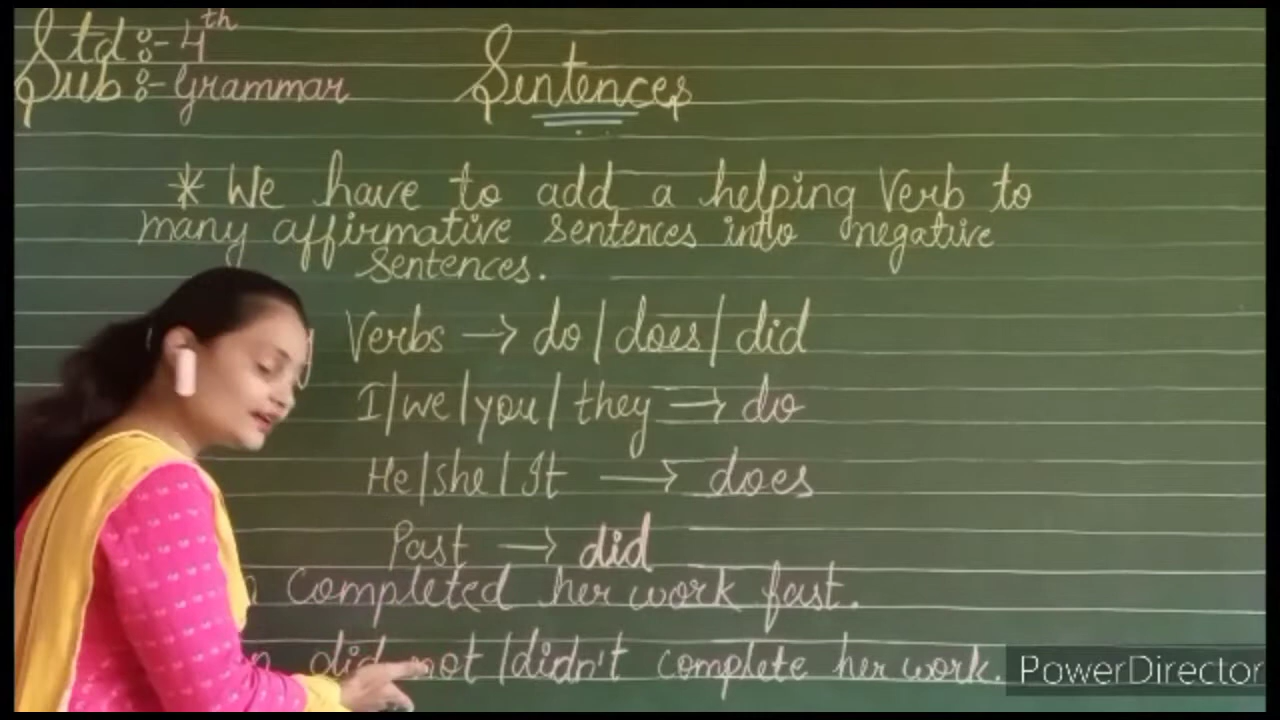 Std :- 4th
Sub :- Grammar
Sentences
* We have to add a helping Verb to
many affirmative sentences into negative
sentences.
Verbs → do / does / did
I / we / you / they → do
He / she / It → does
Past → did
completed her work fast.
did not / didn't complete her work.
PowerDirector